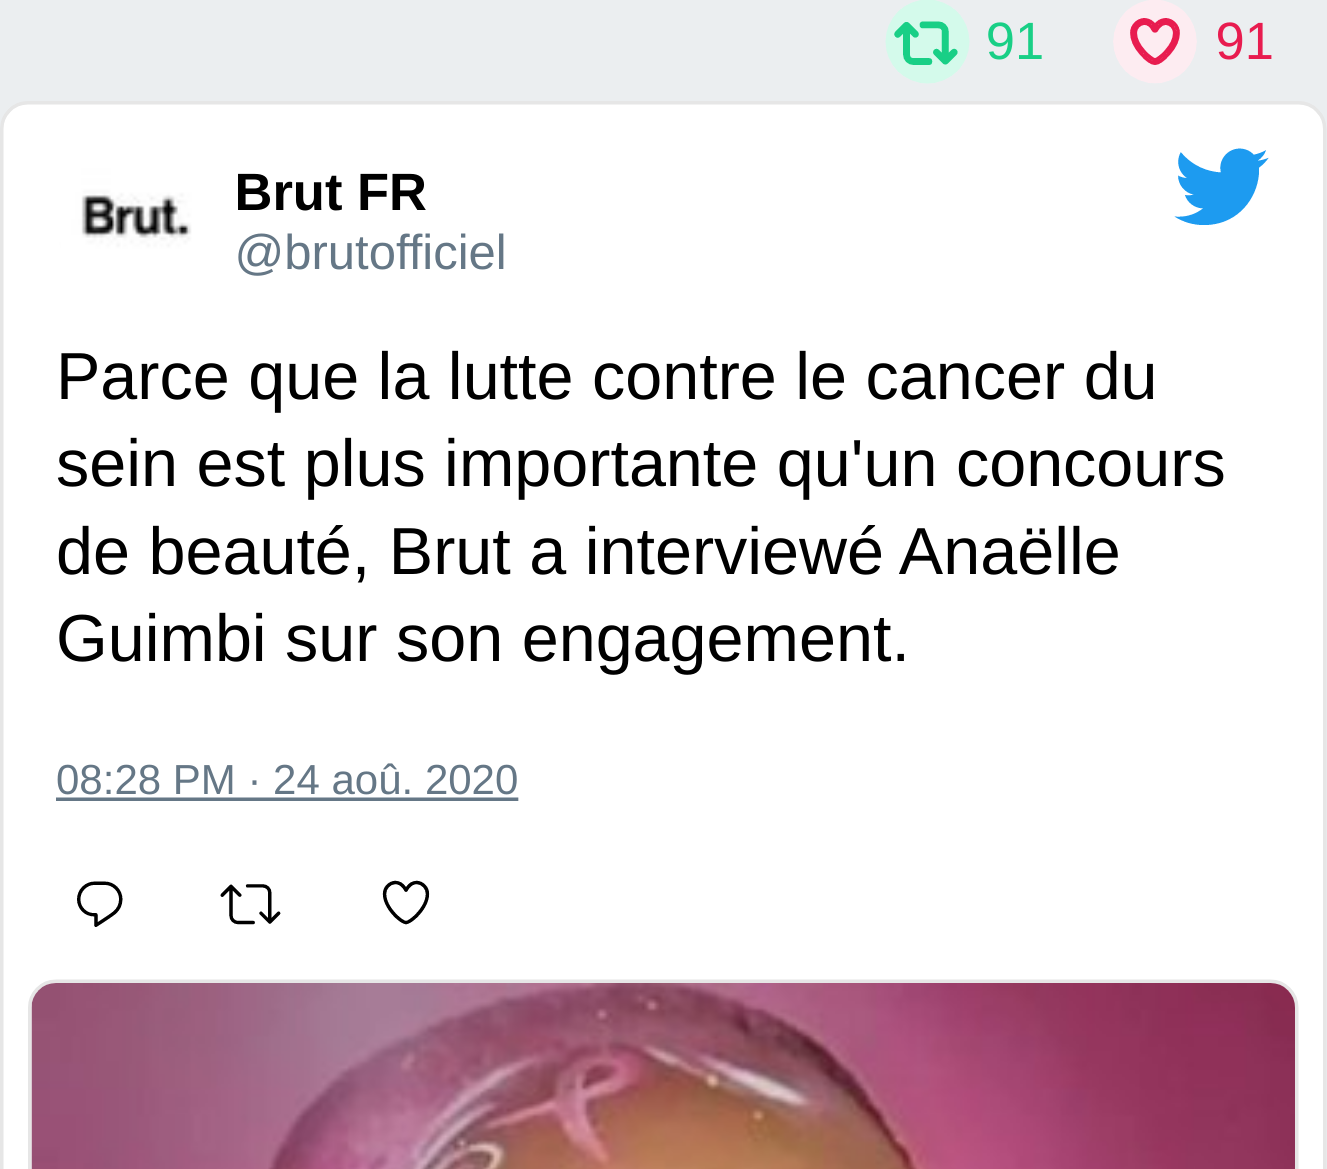 91 91
Brut.
Brut FR
@brutofficiel
Parce que la lutte contre le cancer du
sein est plus importante qu'un concours
de beauté, Brut a interviewé Anaëlle
Guimbi sur son engagement.
08:28 PM · 24 aoû. 2020